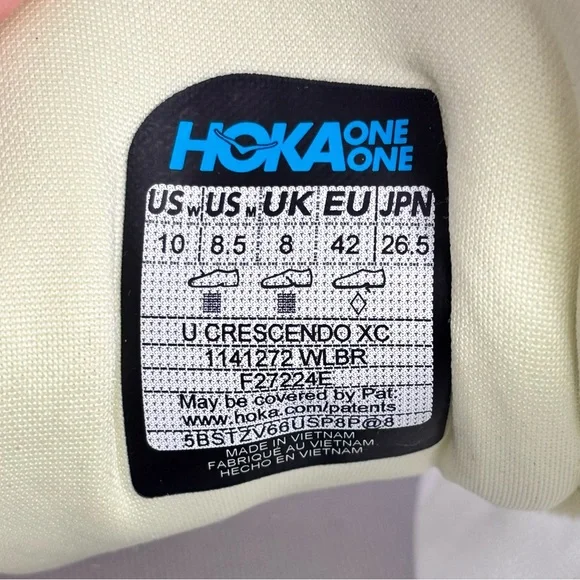 HOKA ONE ONE
US W US M UK EU JPN
10 8.5 8 42 26.5
U CRESCENDO XC
1141272 WLBR
F27224E
May be covered by Pat:
www.hoka.com/patents
5BSTZV66USP8P@8
MADE IN VIETNAM
FABRIQUÉ AU VIETNAM
HECHO EN VIETNAM